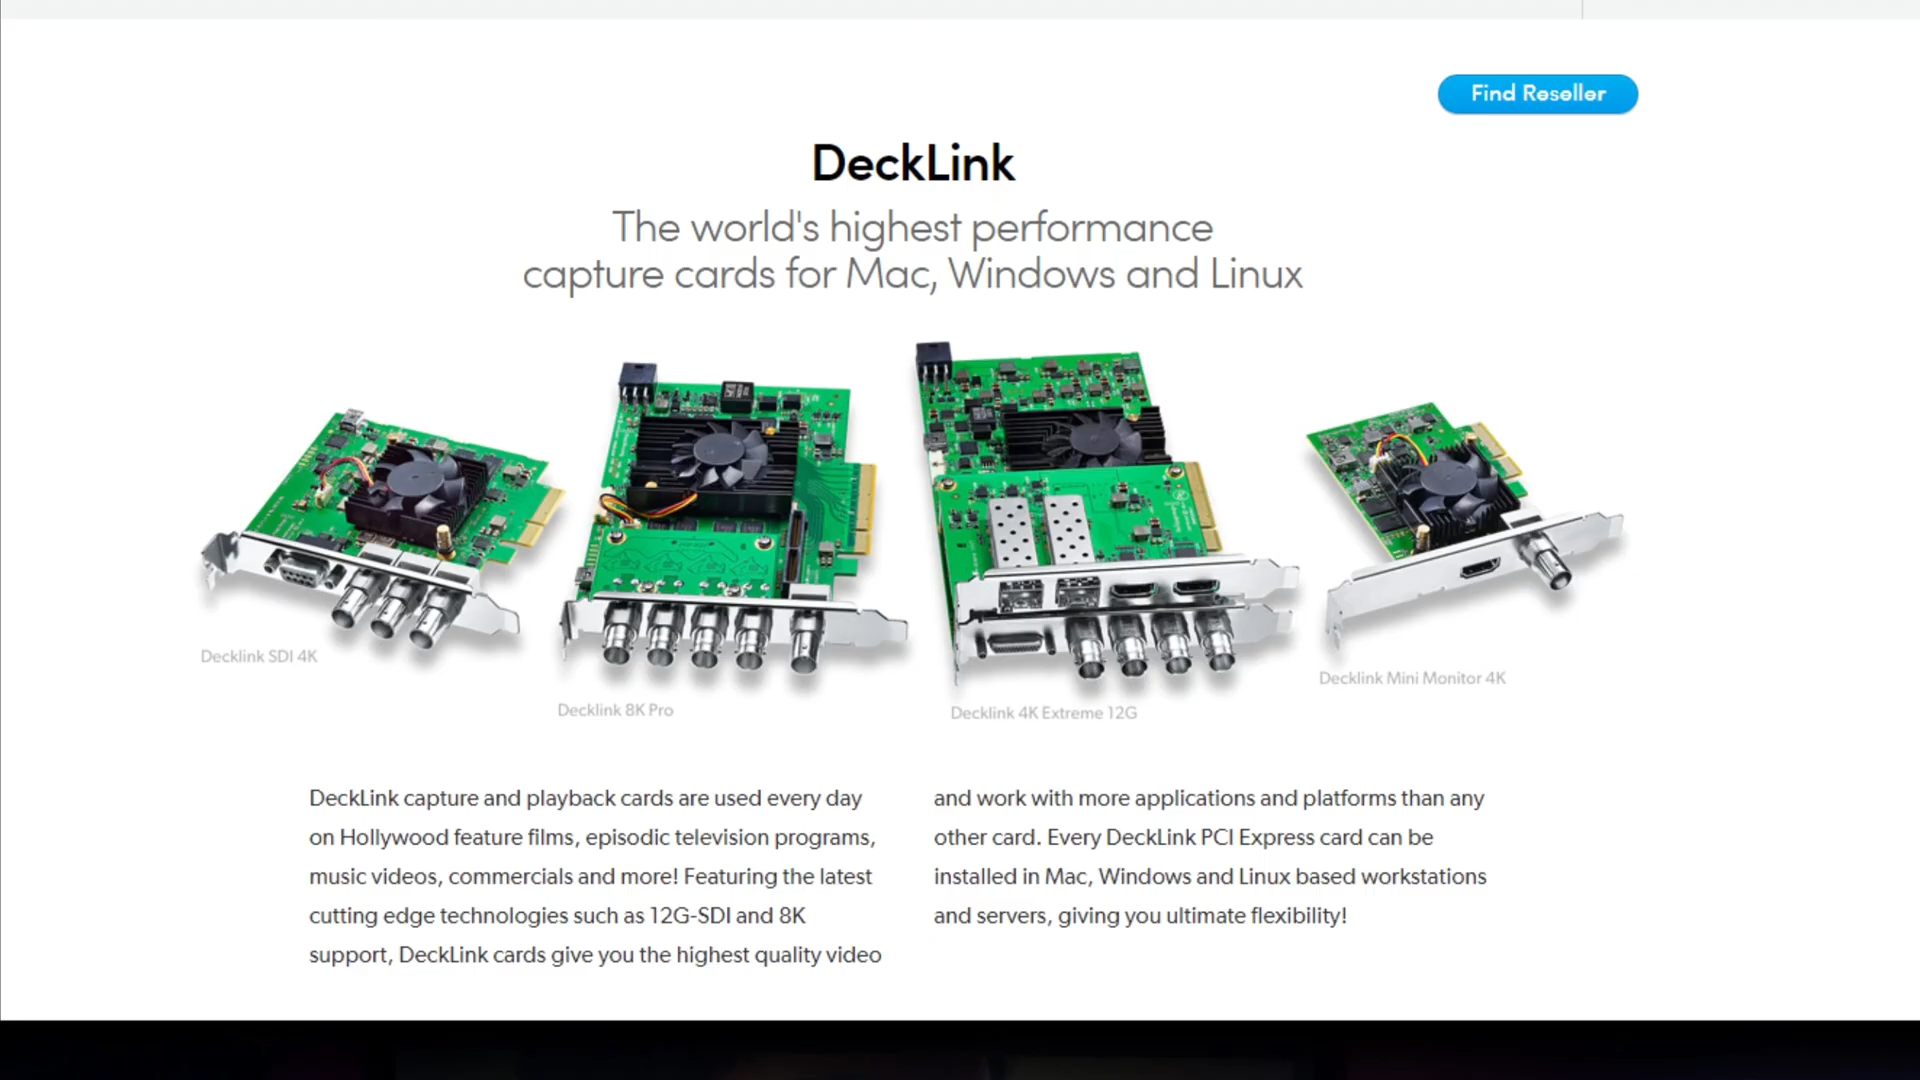 Find Reseller
DeckLink
The world's highest performance
capture cards for Mac, Windows and Linux
Decklink SDI 4K
Decklink 8K Pro
Decklink 4K Extreme 12G
Decklink Mini Monitor 4K
DeckLink capture and playback cards are used every day
on Hollywood feature films, episodic television programs,
music videos, commercials and more! Featuring the latest
cutting edge technologies such as 12G-SDI and 8K
support, DeckLink cards give you the highest quality video
and work with more applications and platforms than any
other card. Every DeckLink PCI Express card can be
installed in Mac, Windows and Linux based workstations
and servers, giving you ultimate flexibility!